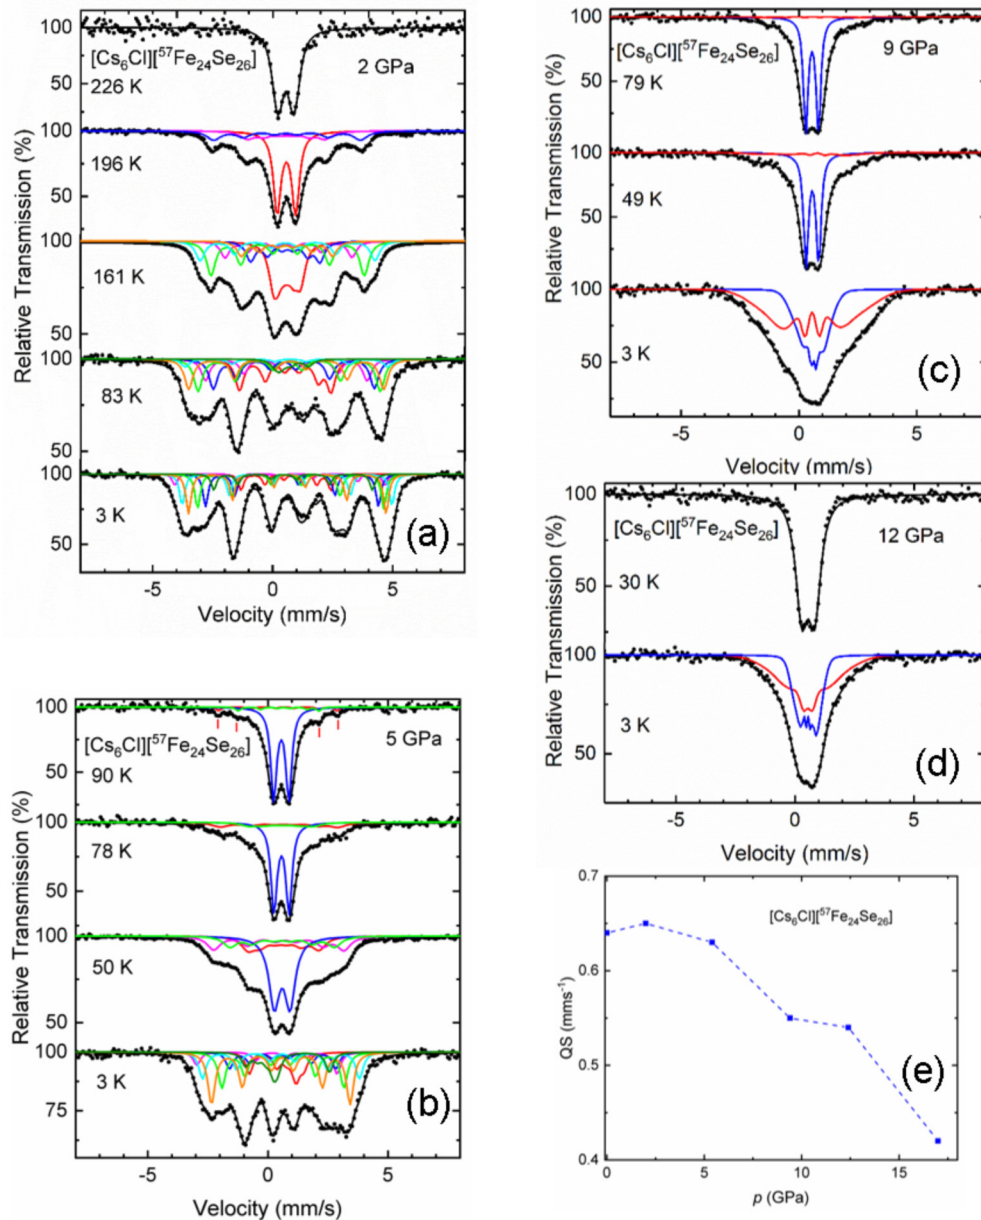 100
[Cs₆Cl][⁵⁷Fe₂₄Se₂₆]
2 GPa
50
226 K
100
196 K
50
100
161 K
50
100
83 K
50
100
3 K
50
(a)
-5 0 5
Velocity (mm/s)
Relative Transmission (%)
100
[Cs₆Cl][⁵⁷Fe₂₄Se₂₆]
5 GPa
90 K
50
100
78 K
50
100
50 K
50
100
3 K
75
(b)
-5 0 5
Velocity (mm/s)
Relative Transmission (%)
100
[Cs₆Cl][⁵⁷Fe₂₄Se₂₆]
9 GPa
79 K
50
100
49 K
50
100
3 K
50
(c)
-5 0 5
Velocity (mm/s)
Relative Transmission (%)
100
[Cs₆Cl][⁵⁷Fe₂₄Se₂₆]
12 GPa
30 K
50
100
3 K
50
(d)
-5 0 5
Velocity (mm/s)
Relative Transmission (%)
0.7
[Cs₆Cl][⁵⁷Fe₂₄Se₂₆]
0.6
0.5
0.4
(e)
0 5 10 15
p (GPa)
QS (mms⁻¹)